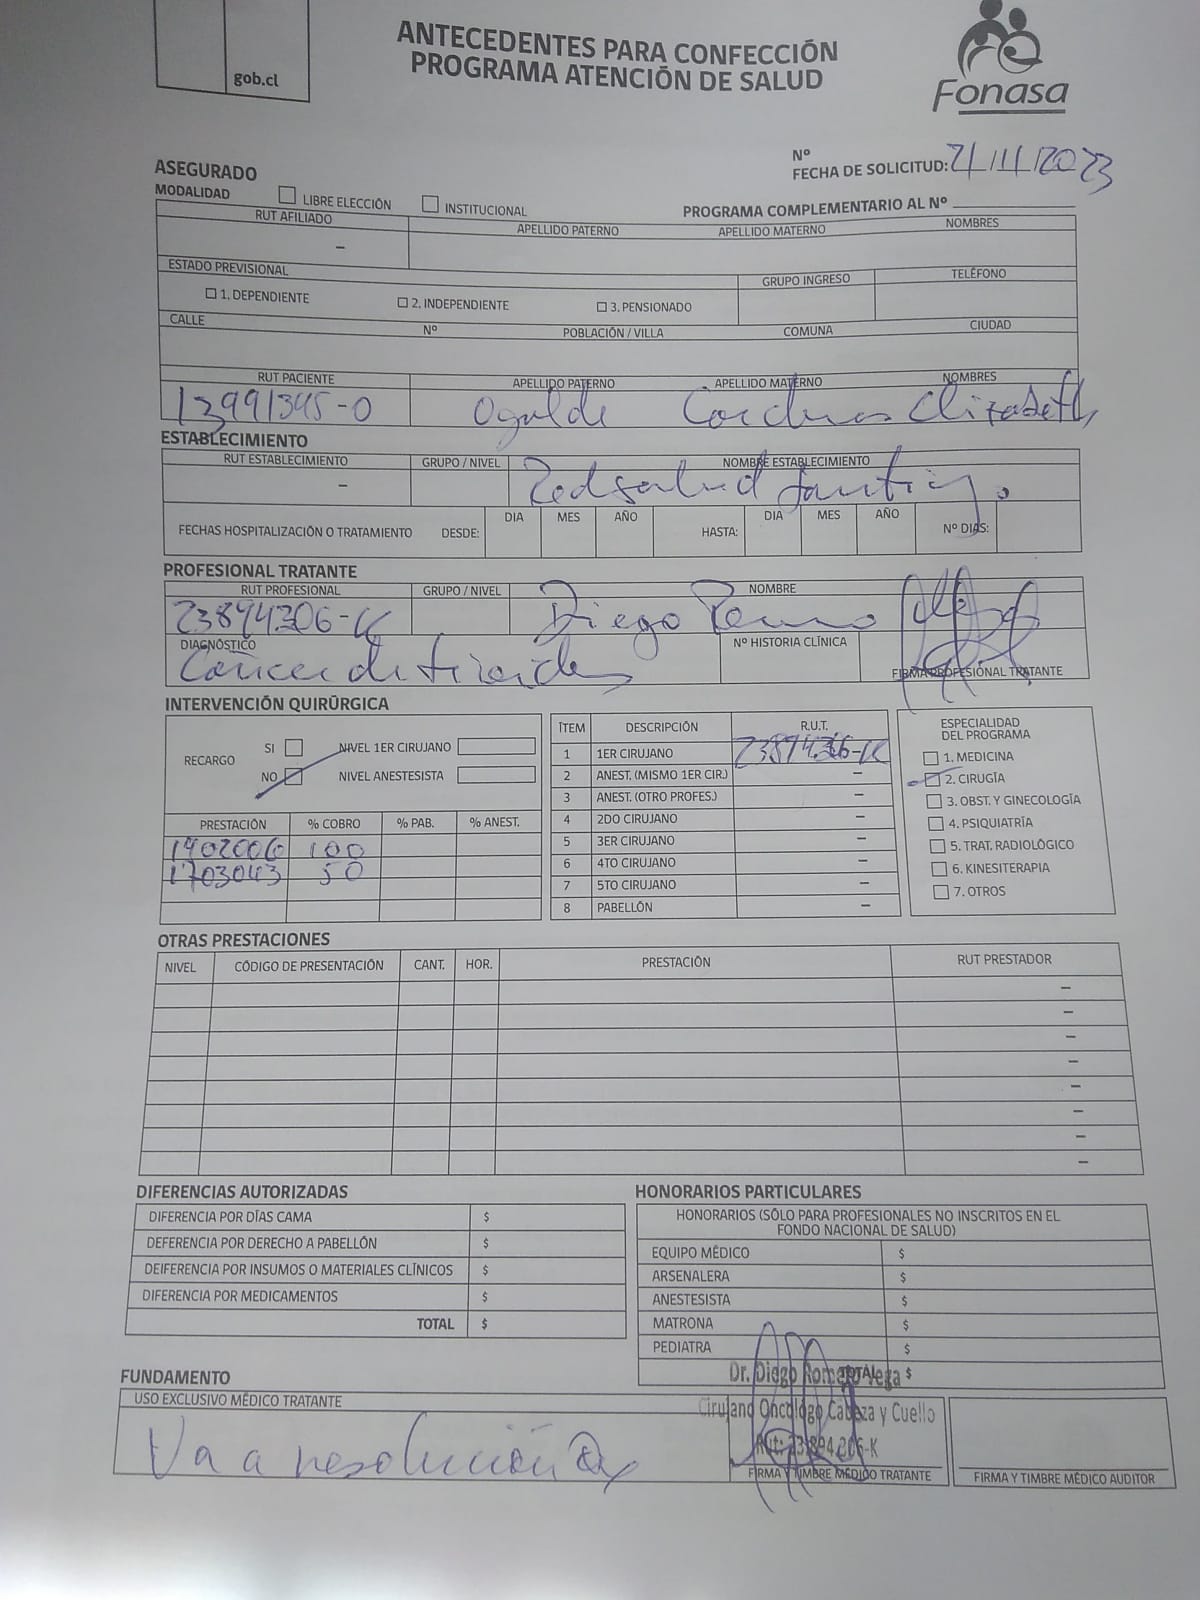 gob.cl
ANTECEDENTES PARA CONFECCIÓN
PROGRAMA ATENCIÓN DE SALUD
Fonasa
Nº
FECHA DE SOLICITUD: 21/11/2023
ASEGURADO
MODALIDAD LIBRE ELECCIÓN INSTITUCIONAL PROGRAMA COMPLEMENTARIO AL Nº
RUT AFILIADO APELLIDO PATERNO APELLIDO MATERNO NOMBRES
–
ESTADO PREVISIONAL GRUPO INGRESO TELÉFONO
1. DEPENDIENTE 2. INDEPENDIENTE 3. PENSIONADO
CALLE Nº POBLACIÓN / VILLA COMUNA CIUDAD
RUT PACIENTE APELLIDO PATERNO APELLIDO MATERNO NOMBRES
13991345-0 Ogalde Elizabeth
ESTABLECIMIENTO
RUT ESTABLECIMIENTO GRUPO / NIVEL NOMBRE ESTABLECIMIENTO
– Redsalud
DIA MES AÑO DIA MES AÑO
FECHAS HOSPITALIZACIÓN O TRATAMIENTO DESDE: HASTA: Nº DIAS:
PROFESIONAL TRATANTE
RUT PROFESIONAL GRUPO / NIVEL NOMBRE
Diego Romero
DIAGNÓSTICO Nº HISTORIA CLÍNICA
Cáncer de tiroides
FIRMA PROFESIONAL TRATANTE
INTERVENCIÓN QUIRÚRGICA
RECARGO SI NIVEL 1ER CIRUJANO
NO NIVEL ANESTESISTA
PRESTACIÓN % COBRO % PAB. % ANEST.
1402006 100
1703043 50
ÍTEM DESCRIPCIÓN R.U.T.
1 1ER CIRUJANO
2 ANEST. (MISMO 1ER CIR.) –
3 ANEST. (OTRO PROFES.) –
4 2DO CIRUJANO –
5 3ER CIRUJANO –
6 4TO CIRUJANO –
7 5TO CIRUJANO –
8 PABELLÓN –
ESPECIALIDAD
DEL PROGRAMA
1. MEDICINA
2. CIRUGÍA
3. OBST. Y GINECOLOGÍA
4. PSIQUIATRÍA
5. TRAT. RADIOLÓGICO
6. KINESITERAPIA
7. OTROS
OTRAS PRESTACIONES
NIVEL CÓDIGO DE PRESENTACIÓN CANT. HOR. PRESTACIÓN RUT PRESTADOR
–
–
–
–
–
–
–
–
DIFERENCIAS AUTORIZADAS
DIFERENCIA POR DÍAS CAMA $
DEFERENCIA POR DERECHO A PABELLÓN $
DEIFERENCIA POR INSUMOS O MATERIALES CLÍNICOS $
DIFERENCIA POR MEDICAMENTOS $
TOTAL $
HONORARIOS PARTICULARES
HONORARIOS (SÓLO PARA PROFESIONALES NO INSCRITOS EN EL
FONDO NACIONAL DE SALUD)
EQUIPO MÉDICO $
ARSENALERA $
ANESTESISTA $
MATRONA $
PEDIATRA $
TOTAL $
FUNDAMENTO
USO EXCLUSIVO MÉDICO TRATANTE
Va a resolución
Dr. Diego Romero Vega
Cirujano Oncólogo Cabeza y Cuello
FIRMA Y TIMBRE MÉDICO TRATANTE
FIRMA Y TIMBRE MÉDICO AUDITOR